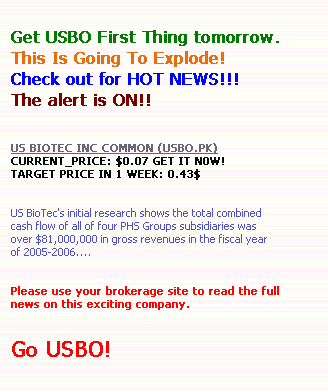 Get USBO First Thing tomorrow.
This Is Going To Explode!
Check out for HOT NEWS!!!
The alert is ON!!
US BIOTEC INC COMMON (USBO.PK)
CURRENT_PRICE: $0.07 GET IT N0W!
TARGET PRICE IN 1 WEEK: 0.43$
US BioTec's initial research shows the total combined
cash flow of all of four PHS Groups subsidiaries was
over $81,000,000 in gross revenues in the fiscal year
of 2005-2006....
Please use your brokerage site to read the full
news on this exciting company.
Go USBO!